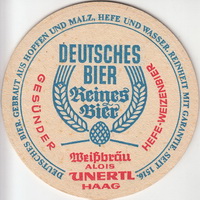 DEUTSCHES BIER. GEBRAUT AUS HOPFEN UND MALZ, HEFE UND WASSER. REINHEIT MIT GARANTIE. SEIT 1516.
GESÜNDER
DEUTSCHES
BIER
Reines
Bier
HEFE-WEIZENBIER
Weißbräu
ALOIS
UNERTL
HAAG